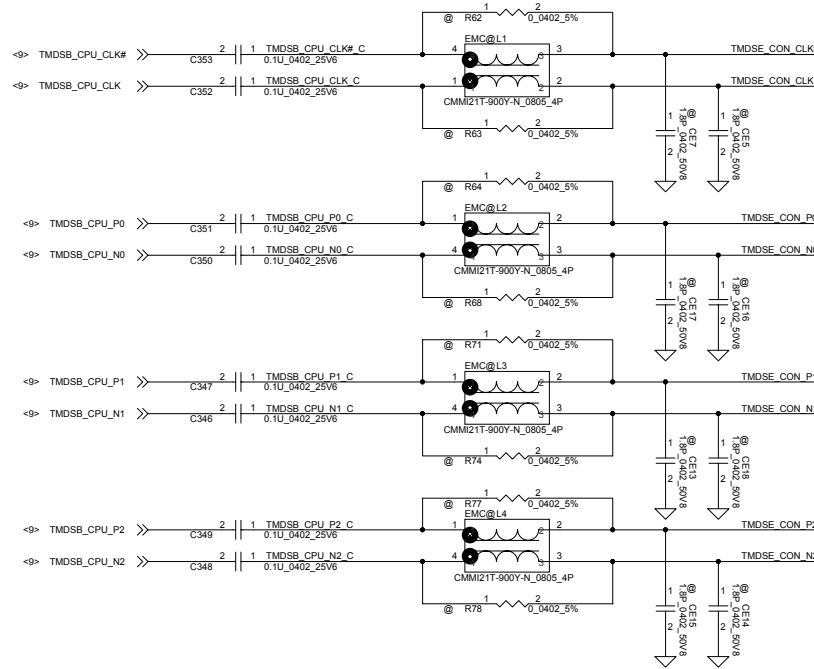 @ R62 1 2 0_0402_5%
EMC@L1
<9> TMDSB_CPU_CLK# C353 2 1 TMDSB_CPU_CLK#_C 4 3 3 TMDSE_CON_CLK
0.1U_0402_25V6
<9> TMDSB_CPU_CLK C352 2 1 TMDSB_CPU_CLK_C 1 2 2 TMDSE_CON_CLK
0.1U_0402_25V6
CMMI21T-900Y-N_0805_4P
@ R63 1 2 0_0402_5%
1 2 @ CE7 1.8P_0402_50V8
1 2 @ CE5 1.8P_0402_50V8
@ R64 1 2 0_0402_5%
EMC@L2
<9> TMDSB_CPU_P0 C351 2 1 TMDSB_CPU_P0_C 1 2 2 TMDSE_CON_P0
0.1U_0402_25V6
<9> TMDSB_CPU_N0 C350 2 1 TMDSB_CPU_N0_C 4 3 3 TMDSE_CON_N0
0.1U_0402_25V6
CMMI21T-900Y-N_0805_4P
@ R68 1 2 0_0402_5%
1 2 @ CE17 1.8P_0402_50V8
1 2 @ CE16 1.8P_0402_50V8
@ R71 1 2 0_0402_5%
EMC@L3
<9> TMDSB_CPU_P1 C347 2 1 TMDSB_CPU_P1_C 1 2 2 TMDSE_CON_P1
0.1U_0402_25V6
<9> TMDSB_CPU_N1 C346 2 1 TMDSB_CPU_N1_C 4 3 3 TMDSE_CON_N1
0.1U_0402_25V6
CMMI21T-900Y-N_0805_4P
@ R74 1 2 0_0402_5%
1 2 @ CE13 1.8P_0402_50V8
1 2 @ CE18 1.8P_0402_50V8
@ R77 1 2 0_0402_5%
EMC@L4
<9> TMDSB_CPU_P2 C349 2 1 TMDSB_CPU_P2_C 1 2 2 TMDSE_CON_P2
0.1U_0402_25V6
<9> TMDSB_CPU_N2 C348 2 1 TMDSB_CPU_N2_C 4 3 3 TMDSE_CON_N2
0.1U_0402_25V6
CMMI21T-900Y-N_0805_4P
@ R78 1 2 0_0402_5%
1 2 @ CE15 1.8P_0402_50V8
1 2 @ CE14 1.8P_0402_50V8